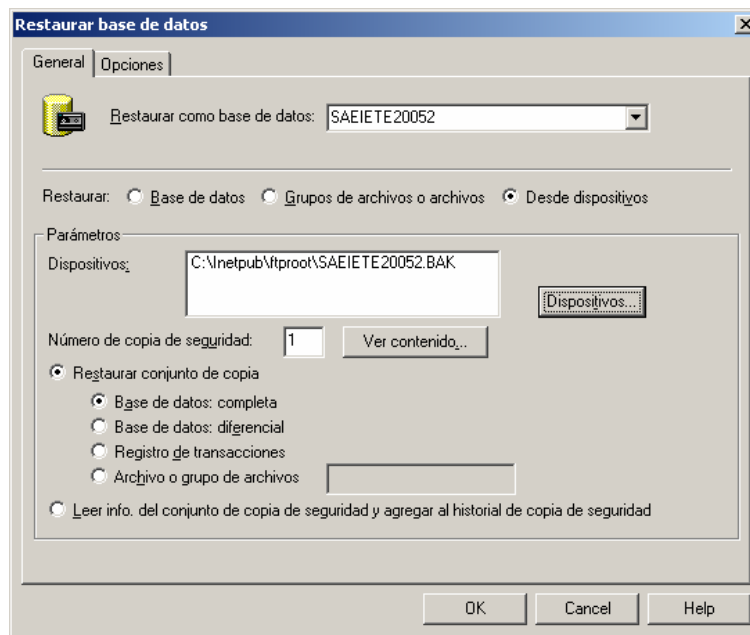 Restaurar base de datos
General Opciones
Restaurar como base de datos: SAEIETE20052
Restaurar: Base de datos Grupos de archivos o archivos Desde dispositivos
Parámetros
Dispositivos: C:\Inetpub\ftproot\SAEIETE20052.BAK
Dispositivos...
Número de copia de seguridad: 1 Ver contenido...
Restaurar conjunto de copia
Base de datos: completa
Base de datos: diferencial
Registro de transacciones
Archivo o grupo de archivos
Leer info. del conjunto de copia de seguridad y agregar al historial de copia de seguridad
OK Cancel Help